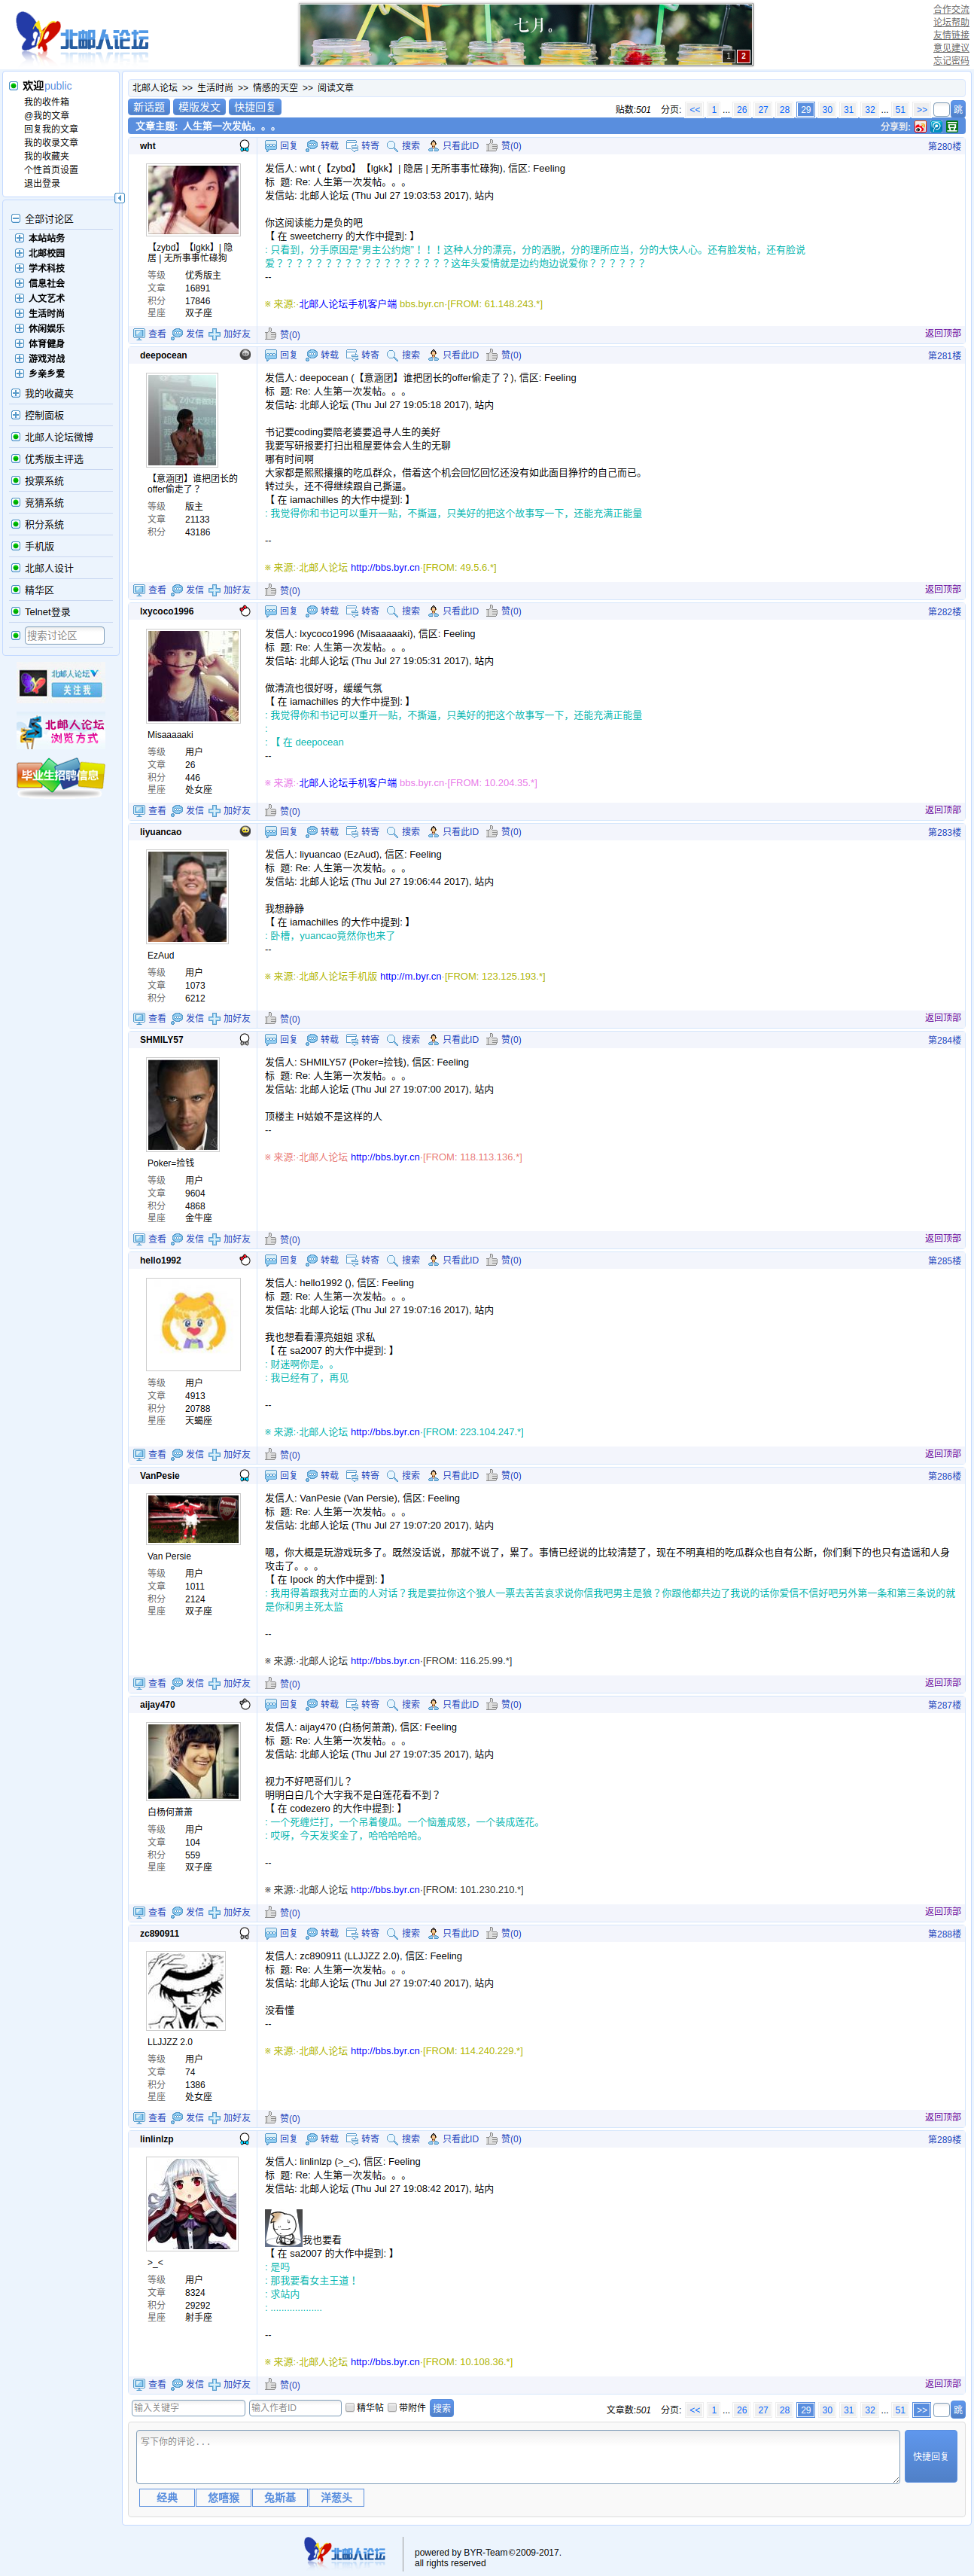 北邮人论坛
七月。
1 2
合作交流
论坛帮助
友情链接
意见建议
忘记密码
欢迎public
我的收件箱
@我的文章
回复我的文章
我的收录文章
我的收藏夹
个性首页设置
退出登录
全部讨论区
本站站务
北邮校园
学术科技
信息社会
人文艺术
生活时尚
休闲娱乐
体育健身
游戏对战
乡亲乡爱
我的收藏夹
控制面板
北邮人论坛微博
优秀版主评选
投票系统
竞猜系统
积分系统
手机版
北邮人设计
精华区
Telnet登录
搜索讨论区
北邮人论坛
关注我
北邮人论坛
浏览方式
毕业生招聘信息
北邮人论坛 >> 生活时尚 >> 情感的天空 >> 阅读文章
新话题 模版发文 快捷回复
贴数:501 分页: << 1 ... 26 27 28 29 30 31 32 ... 51 >> 跳
文章主题: 人生第一次发帖。。。
分享到:
wht
回复 转载 转寄 搜索 只看此ID 赞(0)
第280楼
【zybd】【lgkk】| 隐
居 | 无所事事忙碌狗
等级 优秀版主
文章 16891
积分 17846
星座 双子座
发信人: wht (【zybd】【lgkk】| 隐居 | 无所事事忙碌狗), 信区: Feeling
标 题: Re: 人生第一次发帖。。。
发信站: 北邮人论坛 (Thu Jul 27 19:03:53 2017), 站内
你这阅读能力是负的吧
【 在 sweetcherry 的大作中提到: 】
: 只看到，分手原因是“男主公约炮”！！！这种人分的漂亮，分的洒脱，分的理所应当，分的大快人心。还有脸发帖，还有脸说
爱？？？？？？？？？？？？？？？？？？这年头爱情就是边约炮边说爱你？？？？？？
--
※ 来源:·北邮人论坛手机客户端 bbs.byr.cn·[FROM: 61.148.243.*]
查看 发信 加好友 赞(0) 返回顶部
deepocean
回复 转载 转寄 搜索 只看此ID 赞(0)
第281楼
【意涵团】谁把团长的
offer偷走了？
等级 版主
文章 21133
积分 43186
发信人: deepocean (【意涵团】谁把团长的offer偷走了？), 信区: Feeling
标 题: Re: 人生第一次发帖。。。
发信站: 北邮人论坛 (Thu Jul 27 19:05:18 2017), 站内
书记要coding要陪老婆要追寻人生的美好
我要写研报要打扫出租屋要体会人生的无聊
哪有时间啊
大家都是熙熙攘攘的吃瓜群众，借着这个机会回忆回忆还没有如此面目狰狞的自己而已。
转过头，还不得继续跟自己撕逼。
【 在 iamachilles 的大作中提到: 】
: 我觉得你和书记可以重开一贴，不撕逼，只美好的把这个故事写一下，还能充满正能量
--
※ 来源:·北邮人论坛 http://bbs.byr.cn·[FROM: 49.5.6.*]
查看 发信 加好友 赞(0) 返回顶部
lxycoco1996
回复 转载 转寄 搜索 只看此ID 赞(0)
第282楼
Misaaaaaki
等级 用户
文章 26
积分 446
星座 处女座
发信人: lxycoco1996 (Misaaaaaki), 信区: Feeling
标 题: Re: 人生第一次发帖。。。
发信站: 北邮人论坛 (Thu Jul 27 19:05:31 2017), 站内
做清流也很好呀，缓缓气氛
【 在 iamachilles 的大作中提到: 】
: 我觉得你和书记可以重开一贴，不撕逼，只美好的把这个故事写一下，还能充满正能量
:
: 【 在 deepocean
--
※ 来源:·北邮人论坛手机客户端 bbs.byr.cn·[FROM: 10.204.35.*]
查看 发信 加好友 赞(0) 返回顶部
liyuancao
回复 转载 转寄 搜索 只看此ID 赞(0)
第283楼
EzAud
等级 用户
文章 1073
积分 6212
发信人: liyuancao (EzAud), 信区: Feeling
标 题: Re: 人生第一次发帖。。。
发信站: 北邮人论坛 (Thu Jul 27 19:06:44 2017), 站内
我想静静
【 在 iamachilles 的大作中提到: 】
: 卧槽，yuancao竟然你也来了
--
※ 来源:·北邮人论坛手机版 http://m.byr.cn·[FROM: 123.125.193.*]
查看 发信 加好友 赞(0) 返回顶部
SHMILY57
回复 转载 转寄 搜索 只看此ID 赞(0)
第284楼
Poker=捡钱
等级 用户
文章 9604
积分 4868
星座 金牛座
发信人: SHMILY57 (Poker=捡钱), 信区: Feeling
标 题: Re: 人生第一次发帖。。。
发信站: 北邮人论坛 (Thu Jul 27 19:07:00 2017), 站内
顶楼主 H姑娘不是这样的人
--
※ 来源:·北邮人论坛 http://bbs.byr.cn·[FROM: 118.113.136.*]
查看 发信 加好友 赞(0) 返回顶部
hello1992
回复 转载 转寄 搜索 只看此ID 赞(0)
第285楼
等级 用户
文章 4913
积分 20788
星座 天蝎座
发信人: hello1992 (), 信区: Feeling
标 题: Re: 人生第一次发帖。。。
发信站: 北邮人论坛 (Thu Jul 27 19:07:16 2017), 站内
我也想看看漂亮姐姐 求私
【 在 sa2007 的大作中提到: 】
: 财迷啊你是。。
: 我已经有了，再见
--
※ 来源:·北邮人论坛 http://bbs.byr.cn·[FROM: 223.104.247.*]
查看 发信 加好友 赞(0) 返回顶部
VanPesie
回复 转载 转寄 搜索 只看此ID 赞(0)
第286楼
Van Persie
等级 用户
文章 1011
积分 2124
星座 双子座
发信人: VanPesie (Van Persie), 信区: Feeling
标 题: Re: 人生第一次发帖。。。
发信站: 北邮人论坛 (Thu Jul 27 19:07:20 2017), 站内
嗯，你大概是玩游戏玩多了。既然没话说，那就不说了，累了。事情已经说的比较清楚了，现在不明真相的吃瓜群众也自有公断，你们剩下的也只有造谣和人身
攻击了。。。
【 在 lpock 的大作中提到: 】
: 我用得着跟我对立面的人对话？我是要拉你这个狼人一票去苦苦哀求说你信我吧男主是狼？你跟他都共边了我说的话你爱信不信好吧另外第一条和第三条说的就
是你和男主死太监
--
※ 来源:·北邮人论坛 http://bbs.byr.cn·[FROM: 116.25.99.*]
查看 发信 加好友 赞(0) 返回顶部
aijay470
回复 转载 转寄 搜索 只看此ID 赞(0)
第287楼
白杨何萧萧
等级 用户
文章 104
积分 559
星座 双子座
发信人: aijay470 (白杨何萧萧), 信区: Feeling
标 题: Re: 人生第一次发帖。。。
发信站: 北邮人论坛 (Thu Jul 27 19:07:35 2017), 站内
视力不好吧哥们儿？
明明白白几个大字我不是白莲花看不到？
【 在 codezero 的大作中提到: 】
: 一个死缠烂打，一个吊着傻瓜。一个恼羞成怒，一个装成莲花。
: 哎呀，今天发奖金了，哈哈哈哈哈。
--
※ 来源:·北邮人论坛 http://bbs.byr.cn·[FROM: 101.230.210.*]
查看 发信 加好友 赞(0) 返回顶部
zc890911
回复 转载 转寄 搜索 只看此ID 赞(0)
第288楼
LLJJZZ 2.0
等级 用户
文章 74
积分 1386
星座 处女座
发信人: zc890911 (LLJJZZ 2.0), 信区: Feeling
标 题: Re: 人生第一次发帖。。。
发信站: 北邮人论坛 (Thu Jul 27 19:07:40 2017), 站内
没看懂
--
※ 来源:·北邮人论坛 http://bbs.byr.cn·[FROM: 114.240.229.*]
查看 发信 加好友 赞(0) 返回顶部
linlinlzp
回复 转载 转寄 搜索 只看此ID 赞(0)
第289楼
>_<
等级 用户
文章 8324
积分 29292
星座 射手座
发信人: linlinlzp (>_<), 信区: Feeling
标 题: Re: 人生第一次发帖。。。
发信站: 北邮人论坛 (Thu Jul 27 19:08:42 2017), 站内
我也要看
【 在 sa2007 的大作中提到: 】
: 是吗
: 那我要看女主王道！
: 求站内
: ...................
--
※ 来源:·北邮人论坛 http://bbs.byr.cn·[FROM: 10.108.36.*]
查看 发信 加好友 赞(0) 返回顶部
输入关键字 输入作者ID 精华帖 带附件 搜索
文章数:501 分页: << 1 ... 26 27 28 29 30 31 32 ... 51 >> 跳
写下你的评论...
快捷回复
经典 悠嘻猴 兔斯基 洋葱头
北邮人论坛
powered by BYR-Team©2009-2017.
all rights reserved